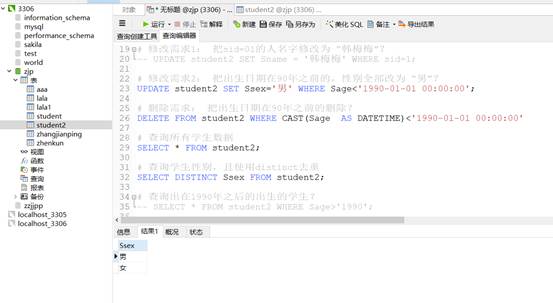 3306
information_schema
mysql
performance_schema
sakila
test
world
zjp
表
aaa
lala
lala1
student
student2
zhangjianping
zhenkun
视图
函数
事件
查询
报表
备份
zzjjpp
localhost_3305
localhost_3306
对象 * 无标题 @zjp (3306) - ... student2 @zjp (3306) - ...
运行 停止 解释 新建 保存 另存为 美化 SQL 备注 导出结果
查询创建工具 查询编辑器
19 # 修改需求1： 把sid=01的人名字修改为 “韩梅梅”?
20 -- UPDATE student2 SET Sname = '韩梅梅' WHERE sid=1;
21
22 # 修改需求2： 把出生日期在90年之前的，性别全部改为 “男”?
23 UPDATE student2 SET Ssex='男' WHERE Sage<'1990-01-01 00:00:00';
24
25 # 删除需求： 把出生日期在90年之前的删除?
26 DELETE FROM student2 WHERE CAST(Sage AS DATETIME)<'1990-01-01 00:00:00'
27
28 # 查询所有学生数据
29 SELECT * FROM student2;
30
31 # 查询学生性别，且使用distinct去重
32 SELECT DISTINCT Ssex FROM student2;
33
34 # 查询出在1990年之后的出生的学生?
35 -- SELECT * FROM student2 WHERE Sage>'1990';
信息 结果1 概况 状态
Ssex
男
女